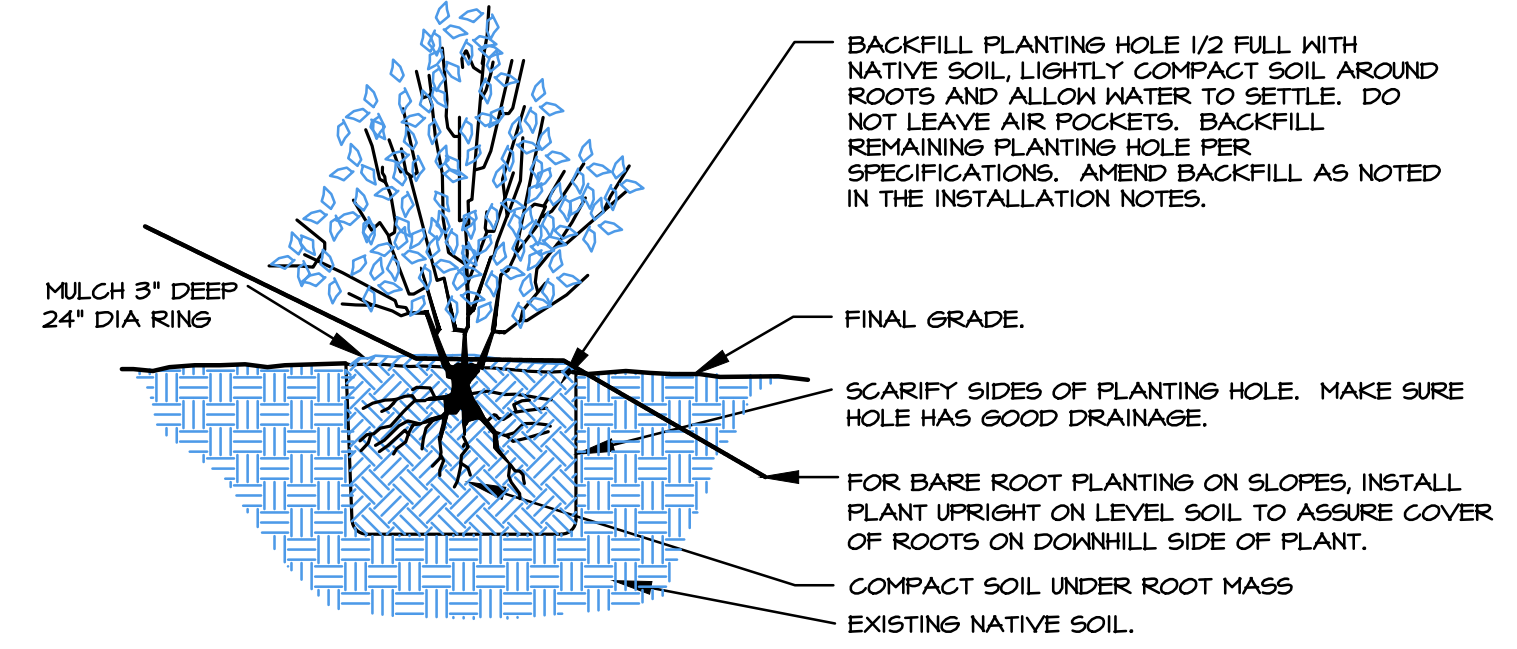 BACKFILL PLANTING HOLE 1/2 FULL WITH
NATIVE SOIL, LIGHTLY COMPACT SOIL AROUND
ROOTS AND ALLOW WATER TO SETTLE. DO
NOT LEAVE AIR POCKETS. BACKFILL
REMAINING PLANTING HOLE PER
SPECIFICATIONS. AMEND BACKFILL AS NOTED
IN THE INSTALLATION NOTES.
MULCH 3" DEEP
24" DIA RING
FINAL GRADE.
SCARIFY SIDES OF PLANTING HOLE. MAKE SURE
HOLE HAS GOOD DRAINAGE.
FOR BARE ROOT PLANTING ON SLOPES, INSTALL
PLANT UPRIGHT ON LEVEL SOIL TO ASSURE COVER
OF ROOTS ON DOWNHILL SIDE OF PLANT.
COMPACT SOIL UNDER ROOT MASS
EXISTING NATIVE SOIL.